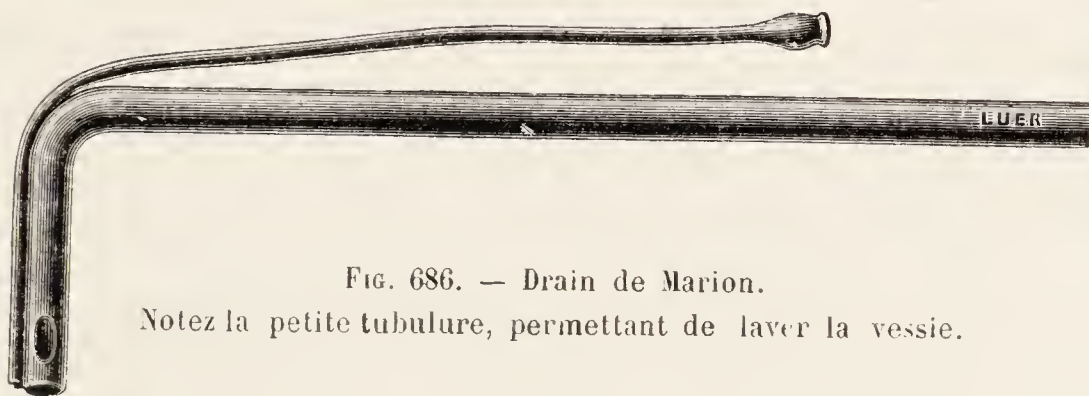 LUER
FIG. 686. — Drain de Marion.
Notez la petite tubulure, permettant de laver la vessie.